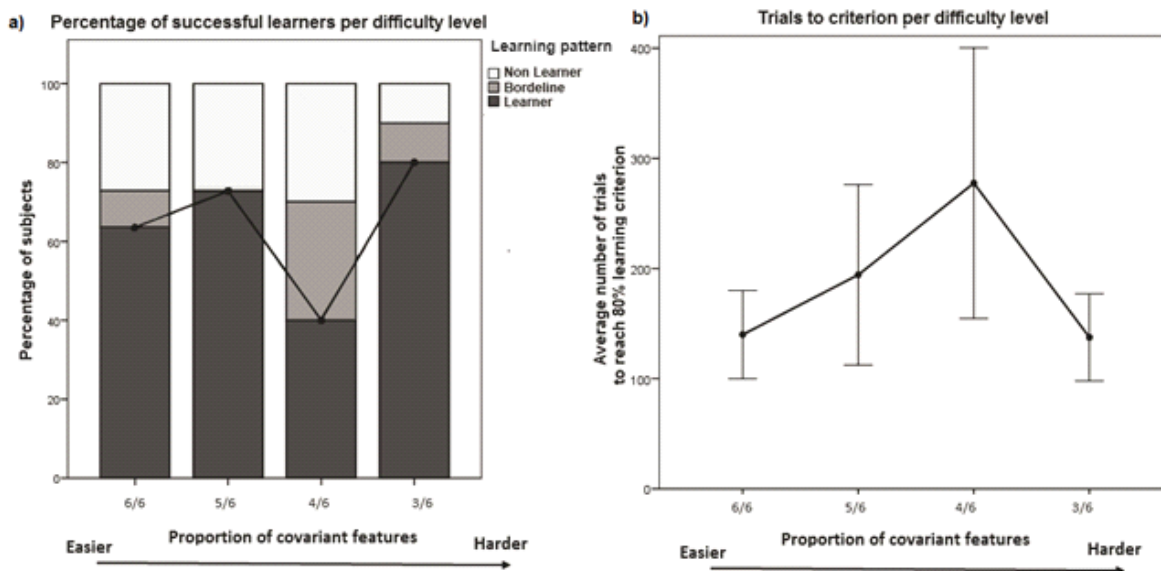 a) Percentage of successful learners per difficulty level
Learning pattern
Non Learner
Bordeline
Learner
Percentage of subjects
100
80
60
40
20
0
6/6 5/6 4/6 3/6
Proportion of covariant features
Easier Harder
b) Trials to criterion per difficulty level
Average number of trials
to reach 80% learning criterion
400
300
200
100
0
6/6 5/6 4/6 3/6
Proportion of covariant features
Easier Harder